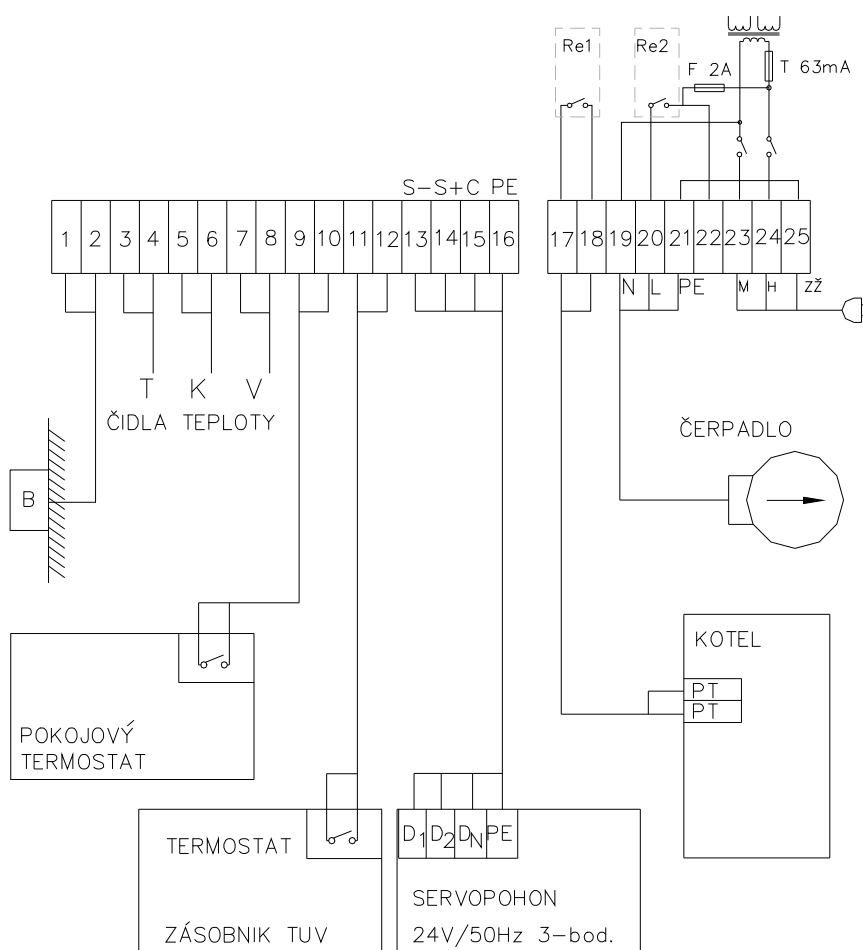 Re1
Re2
F 2A
T 63mA
S-S+C PE
1 2 3 4 5 6 7 8 9 10 11 12 13 14 15 16
17 18 19 20 21 22 23 24 25
N L PE M H ZŽ
T K V
ČIDLA TEPLOTY
ČERPADLO
B
KOTEL
PT
PT
POKOJOVÝ
TERMOSTAT
TERMOSTAT
D1 D2 DN PE
SERVOPOHON
ZÁSOBNIK TUV
24V/50Hz 3-bod.